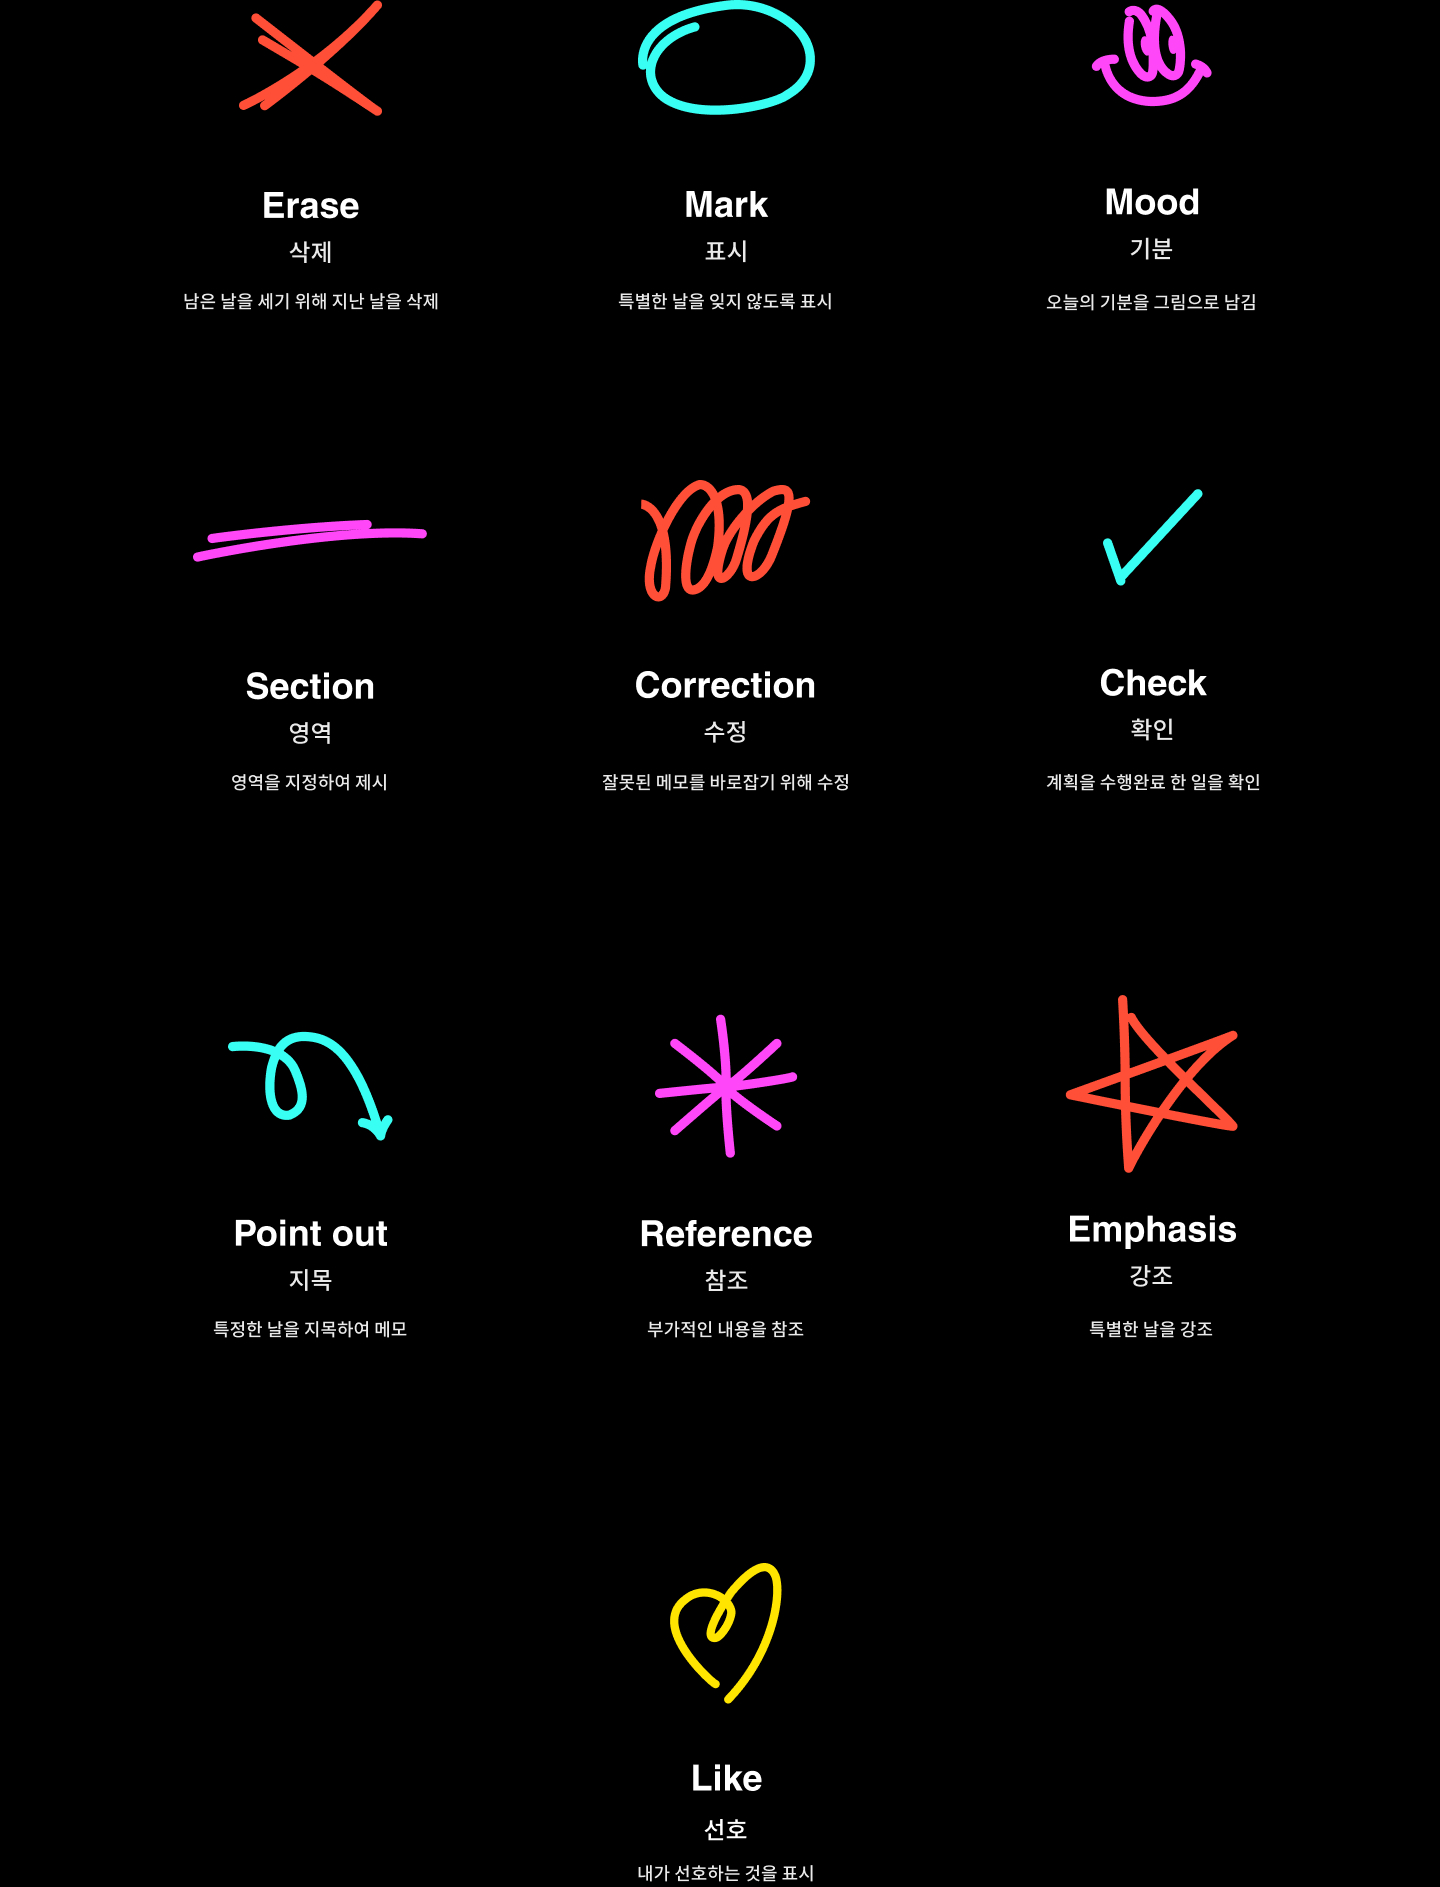 Erase
삭제
남은 날을 세기 위해 지난 날을 삭제
Mark
표시
특별한 날을 잊지 않도록 표시
Mood
기분
오늘의 기분을 그림으로 남김
Section
영역
영역을 지정하여 제시
Correction
수정
잘못된 메모를 바로잡기 위해 수정
Check
확인
계획을 수행완료 한 일을 확인
Point out
지목
특정한 날을 지목하여 메모
Reference
참조
부가적인 내용을 참조
Emphasis
강조
특별한 날을 강조
Like
선호
내가 선호하는 것을 표시